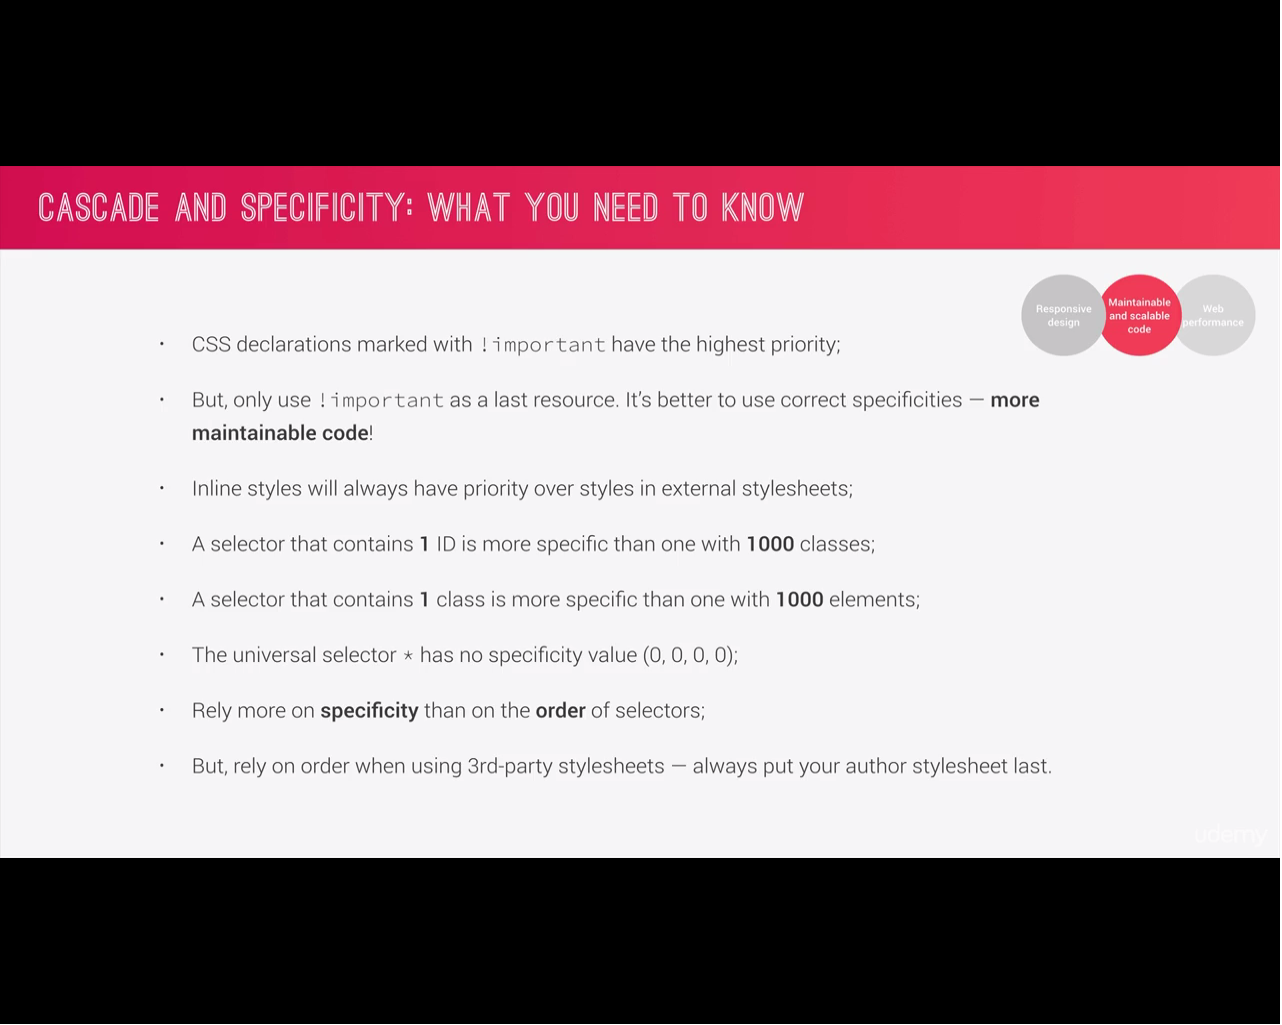 CASCADE AND SPECIFICITY: WHAT YOU NEED TO KNOW
Responsive design
Maintainable and scalable code
Web performance
• CSS declarations marked with !important have the highest priority;
• But, only use !important as a last resource. It's better to use correct specificities — more
maintainable code!
• Inline styles will always have priority over styles in external stylesheets;
• A selector that contains 1 ID is more specific than one with 1000 classes;
• A selector that contains 1 class is more specific than one with 1000 elements;
• The universal selector * has no specificity value (0, 0, 0, 0);
• Rely more on specificity than on the order of selectors;
• But, rely on order when using 3rd-party stylesheets — always put your author stylesheet last.
udemy